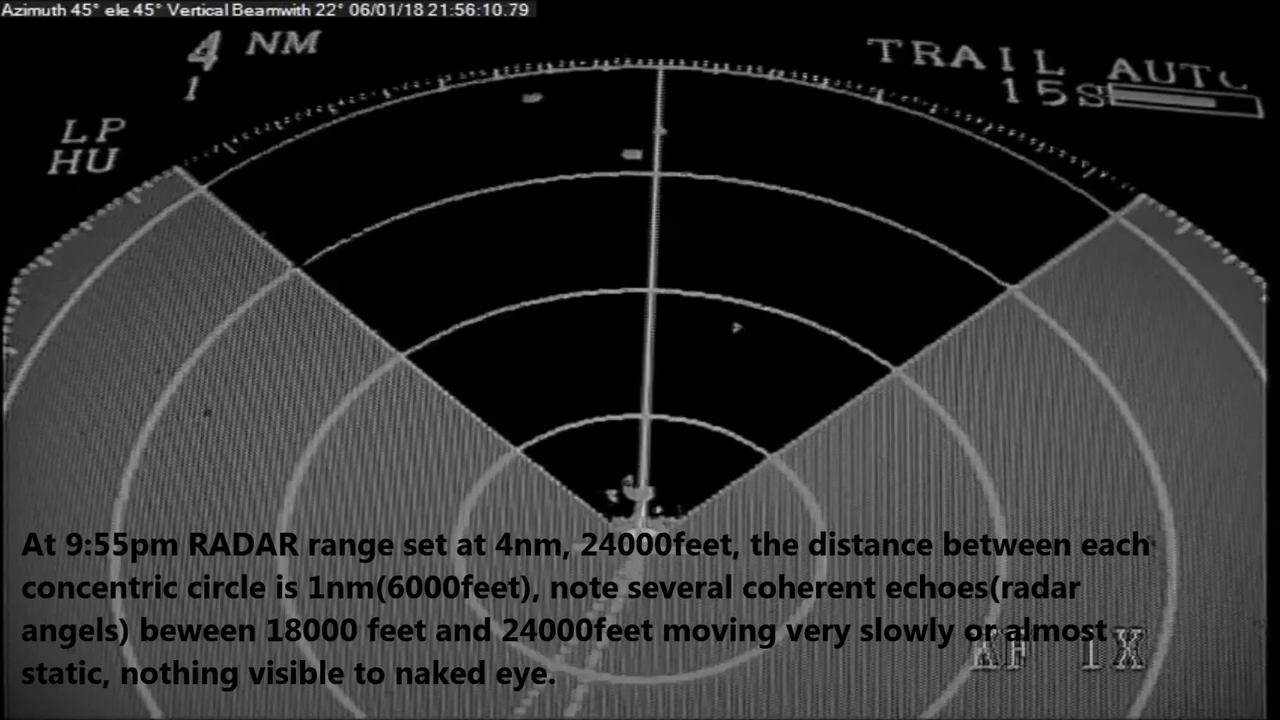 Azimuth 45° ele 45° Vertical Beamwith 22° 06/01/18 21:56:10.79
4 NM
1
TRAIL AUTO
15S
LP
HU
At 9:55pm RADAR range set at 4nm, 24000feet, the distance between each
concentric circle is 1nm(6000feet), note several coherent echoes(radar
angels) beween 18000 feet and 24000feet moving very slowly or almost
static, nothing visible to naked eye.
1X